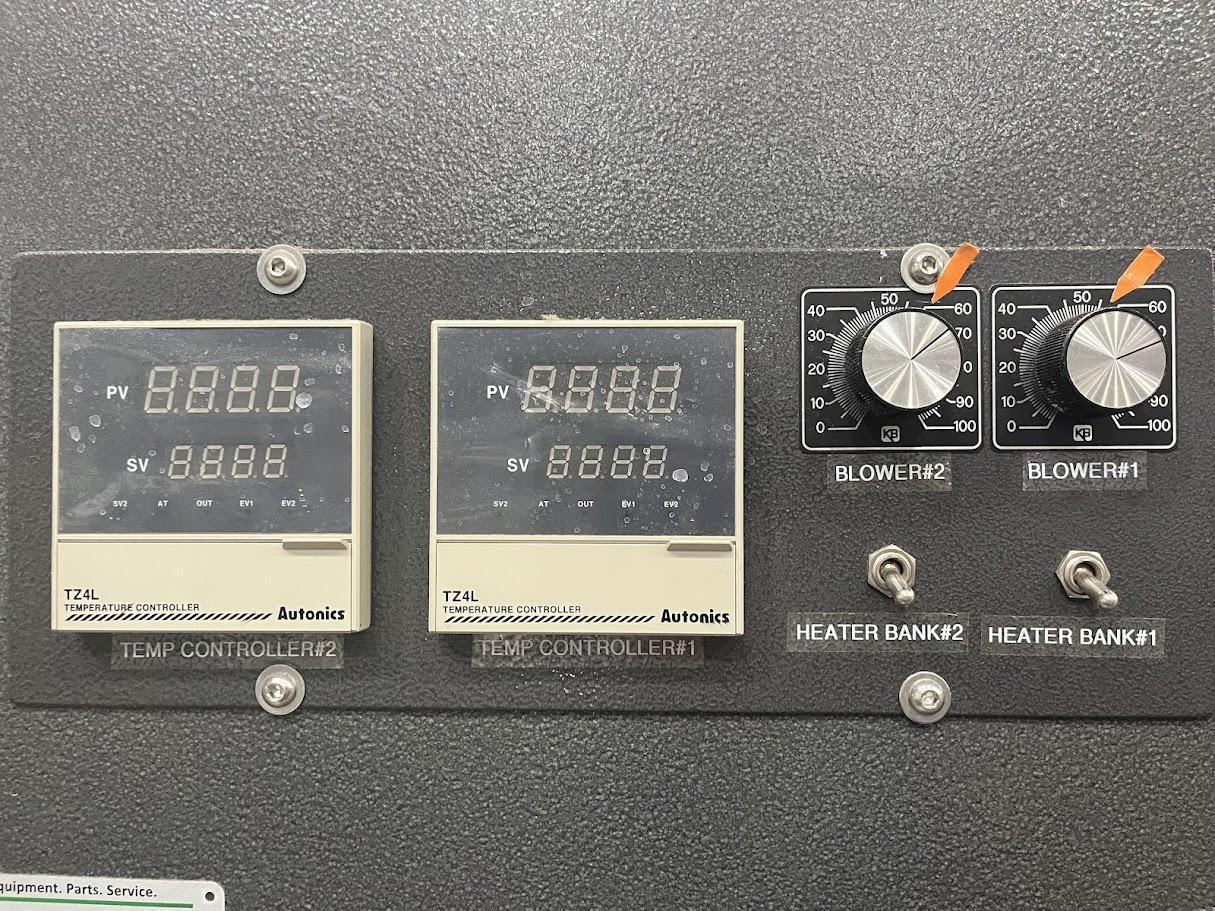 PV
SV
SV2 AT OUT EV1 EV2
TZ4L
TEMPERATURE CONTROLLER
Autonics
TEMP CONTROLLER#2
PV
SV
SV2 AT OUT EV1 EV2
TZ4L
TEMPERATURE CONTROLLER
Autonics
TEMP CONTROLLER#1
50
40 60
30 70
20 0
10 90
0 100
KB
BLOWER#2
50
40 60
30
20
10 90
0 100
KB
BLOWER#1
HEATER BANK#2
HEATER BANK#1
quipment. Parts. Service.